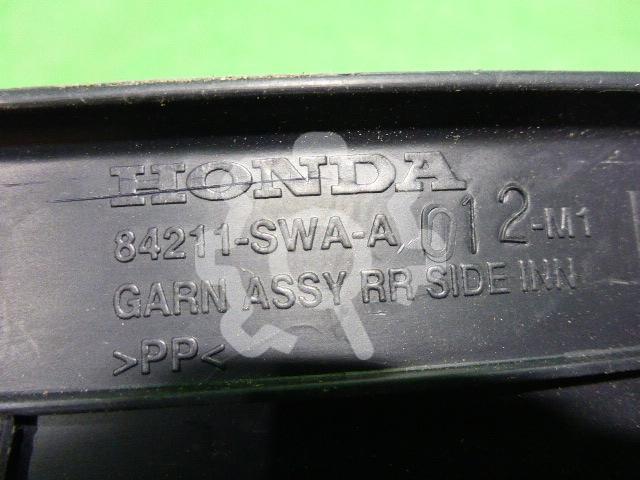 HONDA
84211-SWA-A012-M1
GARN ASSY RR SIDE INN
>PP<